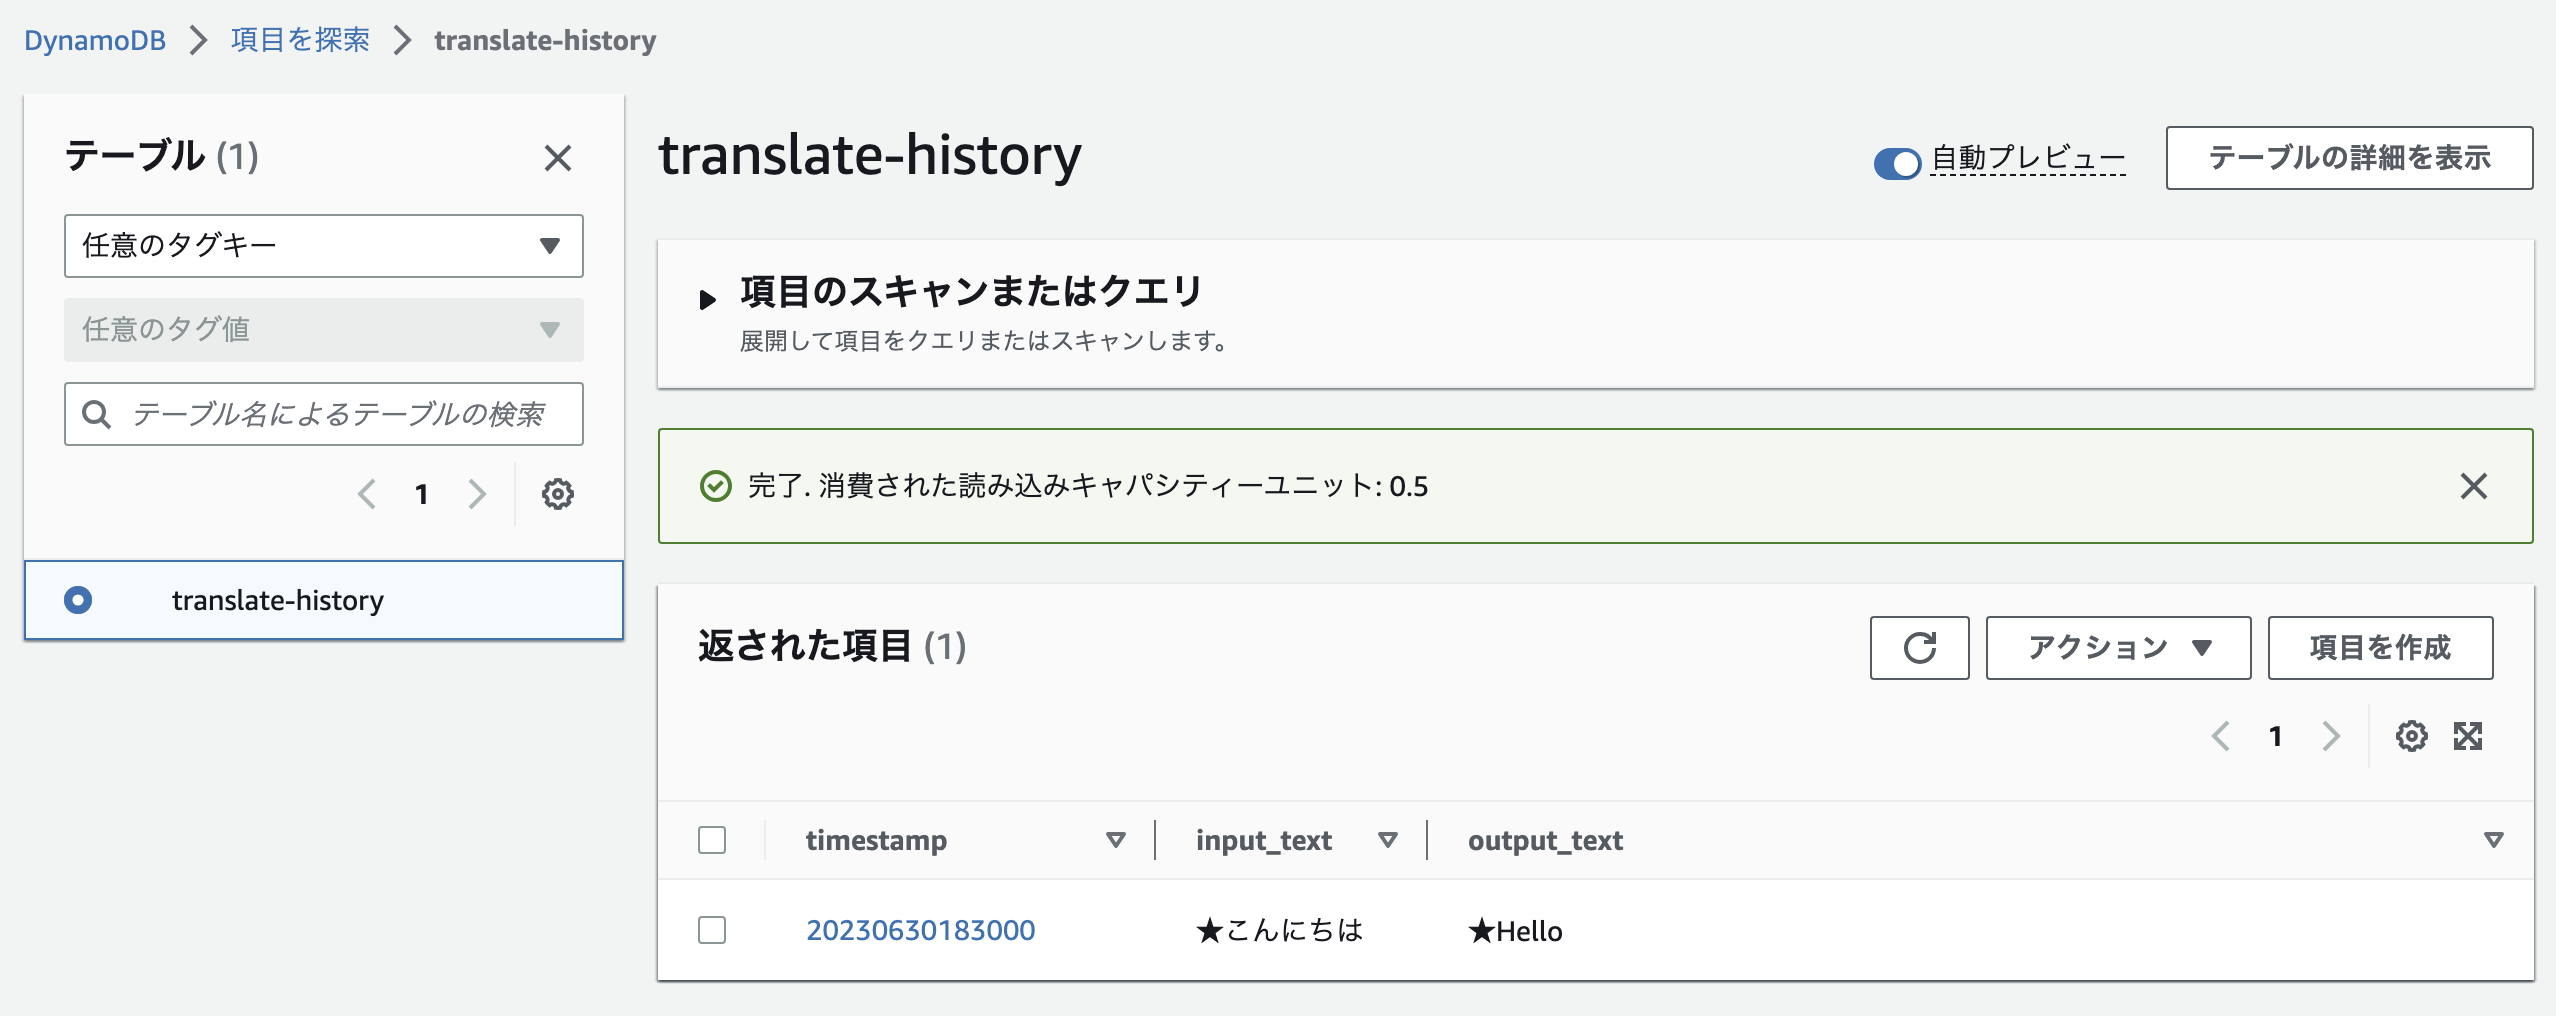 DynamoDB 項目を探索 translate-history
テーブル (1)
任意のタグキー
任意のタグ値
テーブル名によるテーブルの検索
1
translate-history
translate-history
自動プレビュー
テーブルの詳細を表示
項目のスキャンまたはクエリ
展開して項目をクエリまたはスキャンします。
完了. 消費された読み込みキャパシティーユニット: 0.5
返された項目 (1)
アクション
項目を作成
1
timestamp input_text output_text
20230630183000 ★こんにちは ★Hello